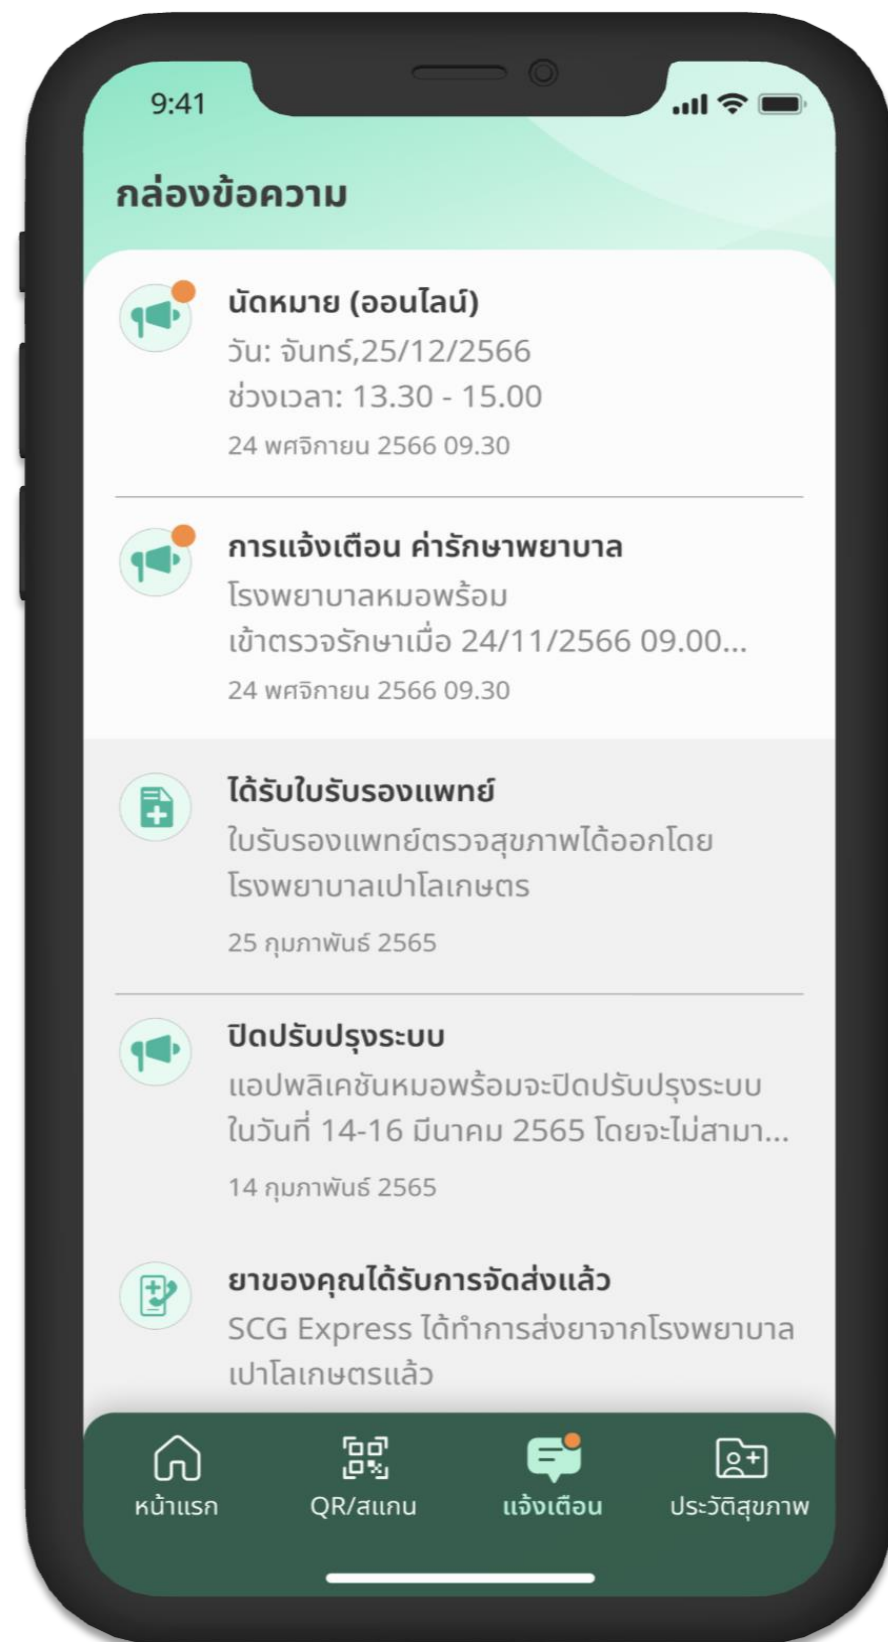 9:41
กล่องข้อความ
นัดหมาย (ออนไลน์)
วัน: จันทร์,25/12/2566
ช่วงเวลา: 13.30 - 15.00
24 พฤศจิกายน 2566 09.30
การแจ้งเตือน ค่ารักษาพยาบาล
โรงพยาบาลหมอพร้อม
เข้าตรวจรักษาเมื่อ 24/11/2566 09.00...
24 พฤศจิกายน 2566 09.30
ได้รับใบรับรองแพทย์
ใบรับรองแพทย์ตรวจสุขภาพได้ออกโดย
โรงพยาบาลเปาโลเกษตร
25 กุมภาพันธ์ 2565
ปิดปรับปรุงระบบ
แอปพลิเคชันหมอพร้อมจะปิดปรับปรุงระบบ
ในวันที่ 14-16 มีนาคม 2565 โดยจะไม่สามา...
14 กุมภาพันธ์ 2565
ยาของคุณได้รับการจัดส่งแล้ว
SCG Express ได้ทำการส่งยาจากโรงพยาบาล
เปาโลเกษตรแล้ว
หน้าแรก
QR/สแกน
แจ้งเตือน
ประวัติสุขภาพ